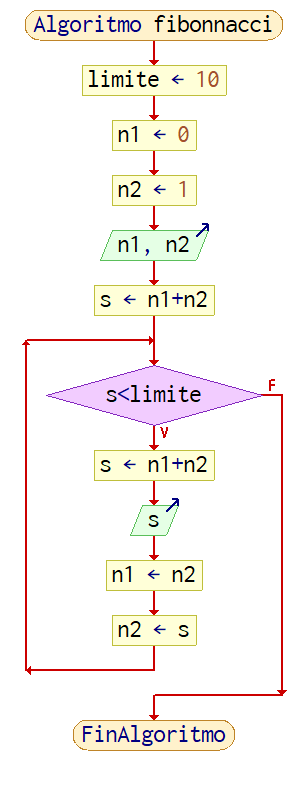 Algoritmo fibonnacci
limite ← 10
n1 ← 0
n2 ← 1
n1, n2
s ← n1+n2
s<limite
F
V
s ← n1+n2
s
n1 ← n2
n2 ← s
FinAlgoritmo